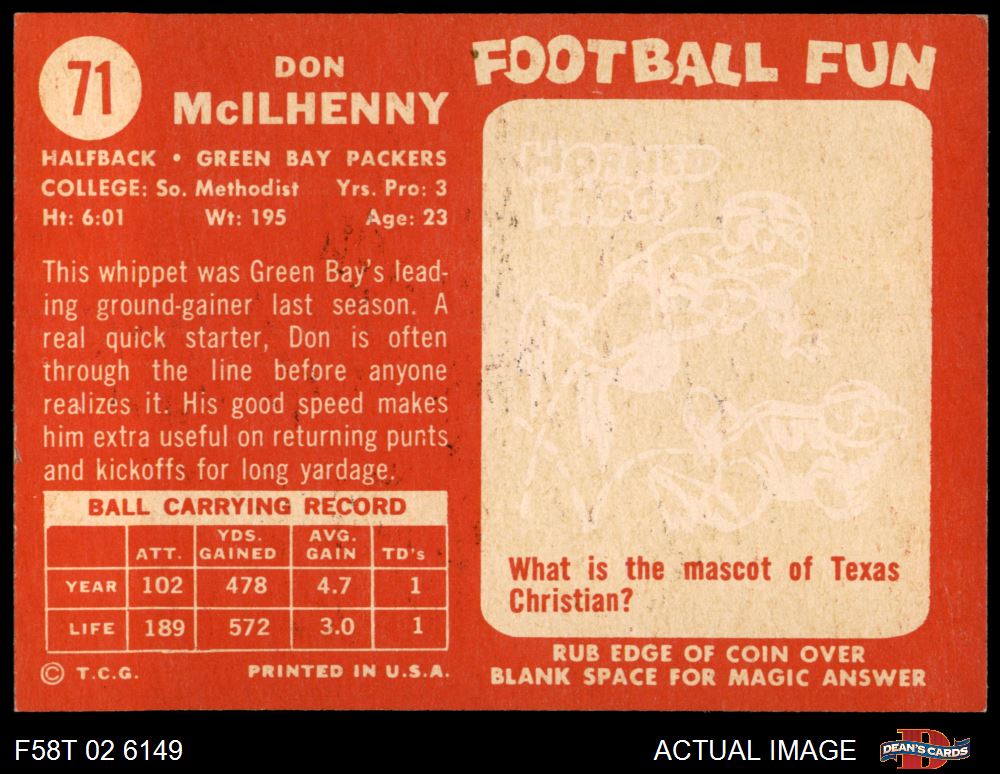 71
DON
McILHENNY
HALFBACK • GREEN BAY PACKERS
COLLEGE: So. Methodist Yrs. Pro: 3
Ht: 6:01 Wt: 195 Age: 23
This whippet was Green Bay's lead-
ing ground-gainer last season. A
real quick starter, Don is often
through the line before anyone
realizes it. His good speed makes
him extra useful on returning punts
and kickoffs for long yardage.
BALL CARRYING RECORD
ATT. YDS. GAINED AVG. GAIN TD's
YEAR 102 478 4.7 1
LIFE 189 572 3.0 1
© T.C.G. PRINTED IN U.S.A.
FOOTBALL FUN
HORNED
FROGS
What is the mascot of Texas
Christian?
RUB EDGE OF COIN OVER
BLANK SPACE FOR MAGIC ANSWER
F58T 02 6149 ACTUAL IMAGE
D
DEAN'S CARDS